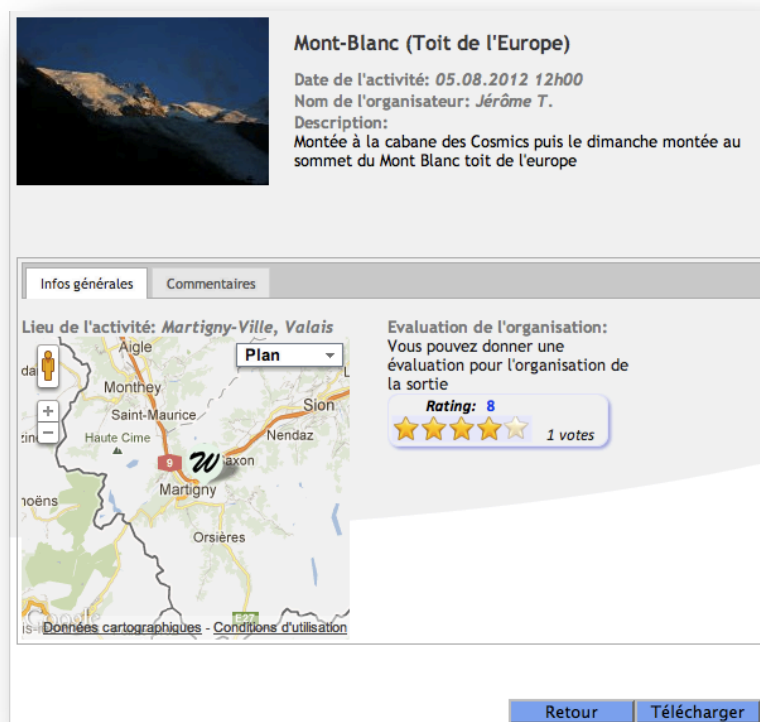 Mont-Blanc (Toit de l'Europe)
Date de l'activité: 05.08.2012 12h00
Nom de l'organisateur: Jérôme T.
Description:
Montée à la cabane des Cosmics puis le dimanche montée au
sommet du Mont Blanc toit de l'europe
Infos générales
Commentaires
Lieu de l'activité: Martigny-Ville, Valais
Plan
Aigle
Monthey
Saint-Maurice
Sion
Haute Cime
Nendaz
9
W
axon
Martigny
Orsières
E27
Données cartographiques - Conditions d'utilisation
Evaluation de l'organisation:
Vous pouvez donner une
évaluation pour l'organisation de
la sortie
Rating: 8
1 votes
Retour
Télécharger